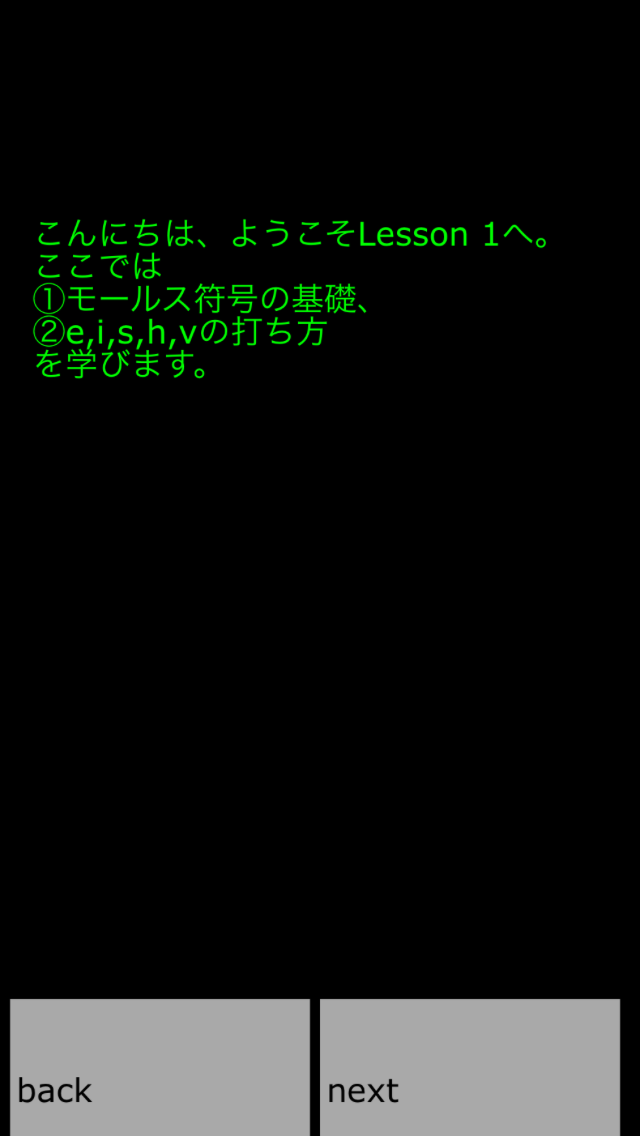 こんにちは、ようこそLesson 1へ。
ここでは
①モールス符号の基礎、
②e,i,s,h,vの打ち方
を学びます。
back
next